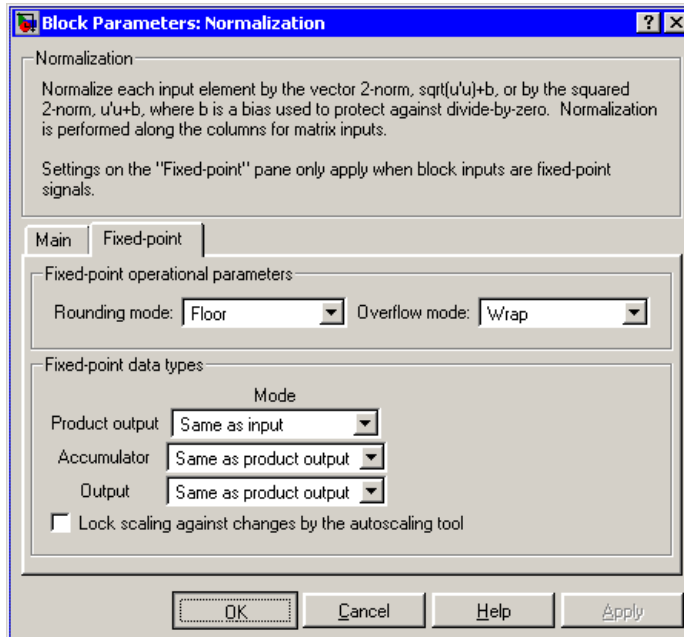 Block Parameters: Normalization
Normalization
Normalize each input element by the vector 2-norm, sqrt(u'u)+b, or by the squared
2-norm, u'u+b, where b is a bias used to protect against divide-by-zero.  Normalization
is performed along the columns for matrix inputs.
Settings on the "Fixed-point" pane only apply when block inputs are fixed-point
signals.
Main Fixed-point
Fixed-point operational parameters
Rounding mode: Floor Overflow mode: Wrap
Fixed-point data types
Mode
Product output Same as input
Accumulator Same as product output
Output Same as product output
Lock scaling against changes by the autoscaling tool
OK Cancel Help Apply